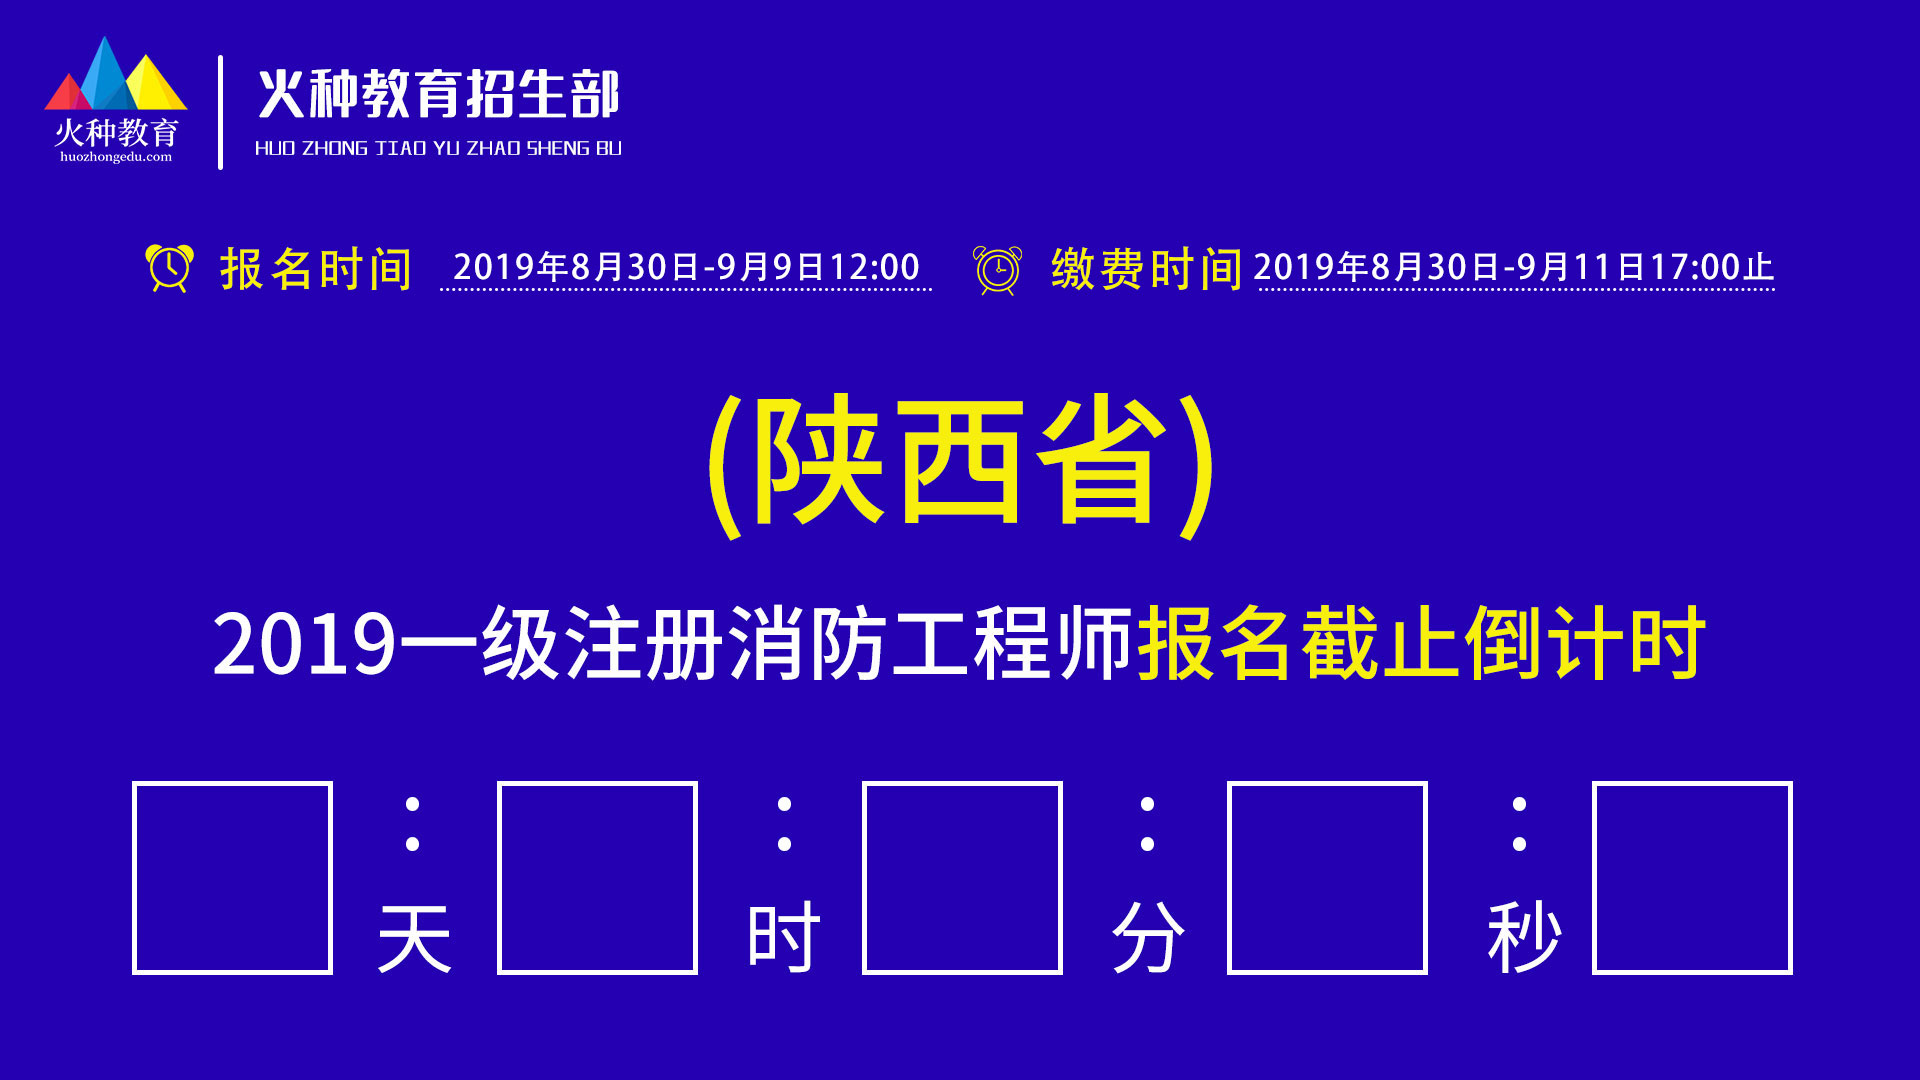 火种教育
huozhongedu.com
火种教育招生部
HUO ZHONG JIAO YU ZHAO SHENG BU
报名时间 2019年8月30日-9月9日12:00 缴费时间 2019年8月30日-9月11日17:00止
(陕西省)
2019一级注册消防工程师报名截止倒计时
: : : :
天 时 分 秒